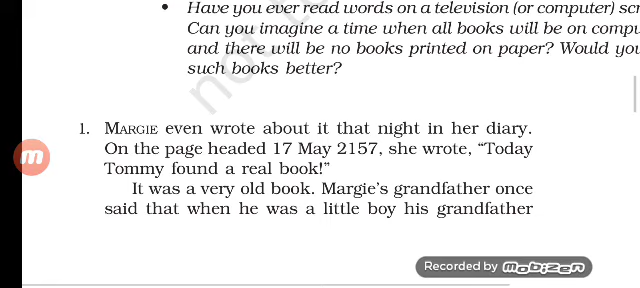 • Have you ever read words on a television (or computer)
Can you imagine a time when all books will be on
and there will be no books printed on paper? Would
such books better?
not
1. MARGIE even wrote about it that night in her diary.
On the page headed 17 May 2157, she wrote, “Today
Tommy found a real book!”
m
It was a very old book. Margie’s grandfather once
said that when he was a little boy his grandfather
Recorded by mobizen